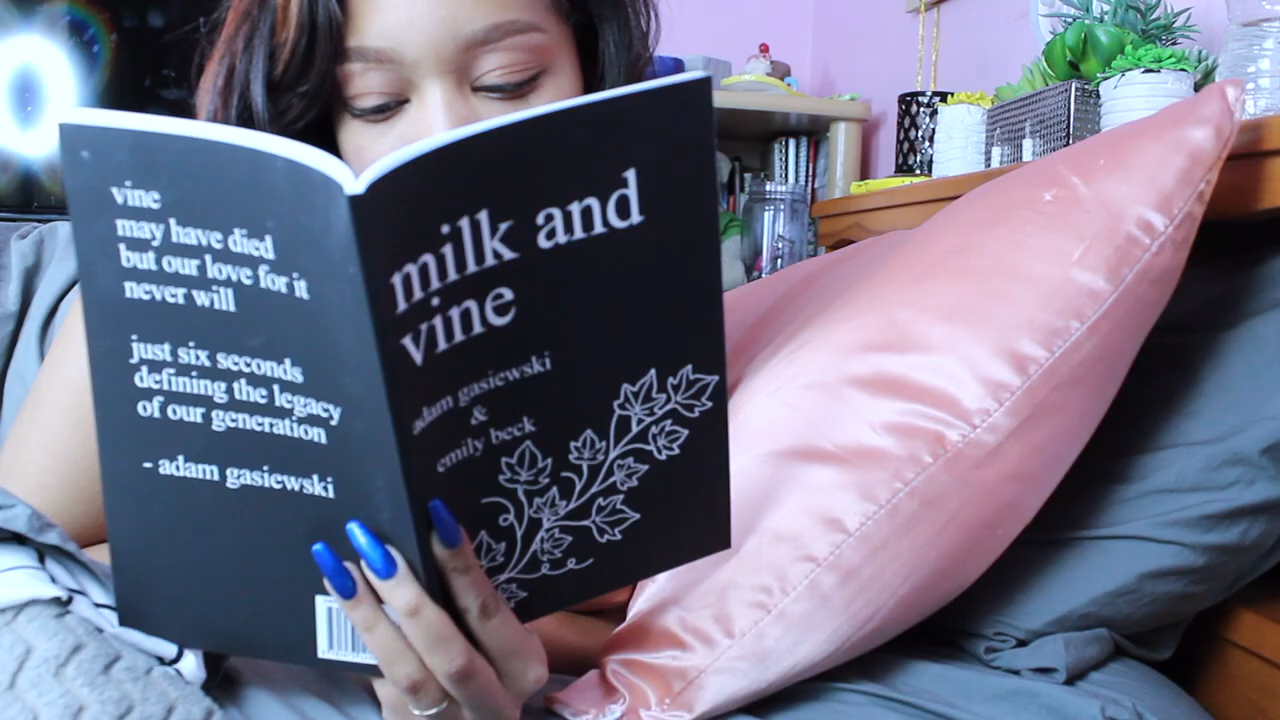 vine
may have died
but our love for it
never will
just six seconds
defining the legacy
of our generation
- adam gasiewski
milk and
vine
adam gasiewski
&
emily beck